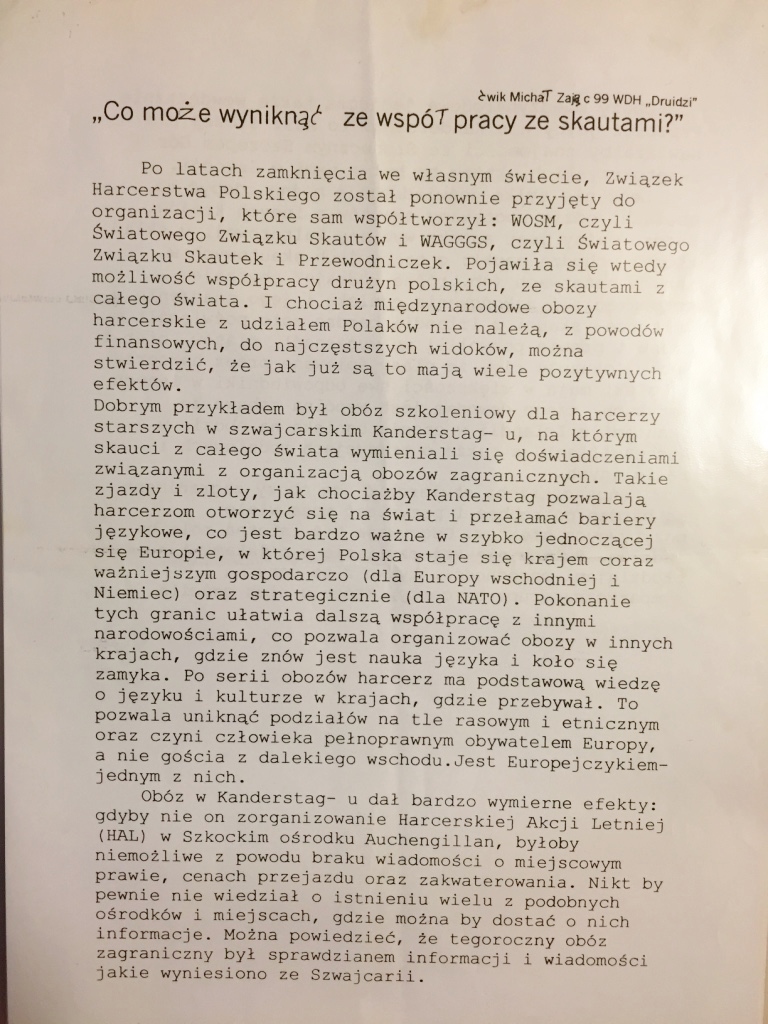 ćwik Michał Zając 99 WDH „Druidzi”
„Co może wyniknąć ze współpracy ze skautami?”
Po latach zamknięcia we własnym świecie, Związek
Harcerstwa Polskiego został ponownie przyjęty do
organizacji, które sam współtworzył: WOSM, czyli
Światowego Związku Skautów i WAGGGS, czyli Światowego
Związku Skautek i Przewodniczek. Pojawiła się wtedy
możliwość współpracy drużyn polskich, ze skautami z
całego świata. I chociaż międzynarodowe obozy
harcerskie z udziałem Polaków nie należą, z powodów
finansowych, do najczęstszych widoków, można
stwierdzić, że jak już są to mają wiele pozytywnych
efektów.
Dobrym przykładem był obóz szkoleniowy dla harcerzy
starszych w szwajcarskim Kanderstag- u, na którym
skauci z całego świata wymieniali się doświadczeniami
związanymi z organizacją obozów zagranicznych. Takie
zjazdy i zloty, jak chociażby Kanderstag pozwalają
harcerzom otworzyć się na świat i przełamać bariery
językowe, co jest bardzo ważne w szybko jednoczącej
się Europie, w której Polska staje się krajem coraz
ważniejszym gospodarczo (dla Europy wschodniej i
Niemiec) oraz strategicznie (dla NATO). Pokonanie
tych granic ułatwia dalszą współpracę z innymi
narodowościami, co pozwala organizować obozy w innych
krajach, gdzie znów jest nauka języka i koło się
zamyka. Po serii obozów harcerz ma podstawową wiedzę
o języku i kulturze w krajach, gdzie przebywał. To
pozwala uniknąć podziałów na tle rasowym i etnicznym
oraz czyni człowieka pełnoprawnym obywatelem Europy,
a nie gościa z dalekiego wschodu.Jest Europejczykiem-
jednym z nich.
Obóz w Kanderstag- u dał bardzo wymierne efekty:
gdyby nie on zorganizowanie Harcerskiej Akcji Letniej
(HAL) w Szkockim ośrodku Auchengillan, byłoby
niemożliwe z powodu braku wiadomości o miejscowym
prawie, cenach przejazdu oraz zakwaterowania. Nikt by
pewnie nie wiedział o istnieniu wielu z podobnych
ośrodków i miejscach, gdzie można by dostać o nich
informacje. Można powiedzieć, że tegoroczny obóz
zagraniczny był sprawdzianem informacji i wiadomości
jakie wyniesiono ze Szwajcarii.